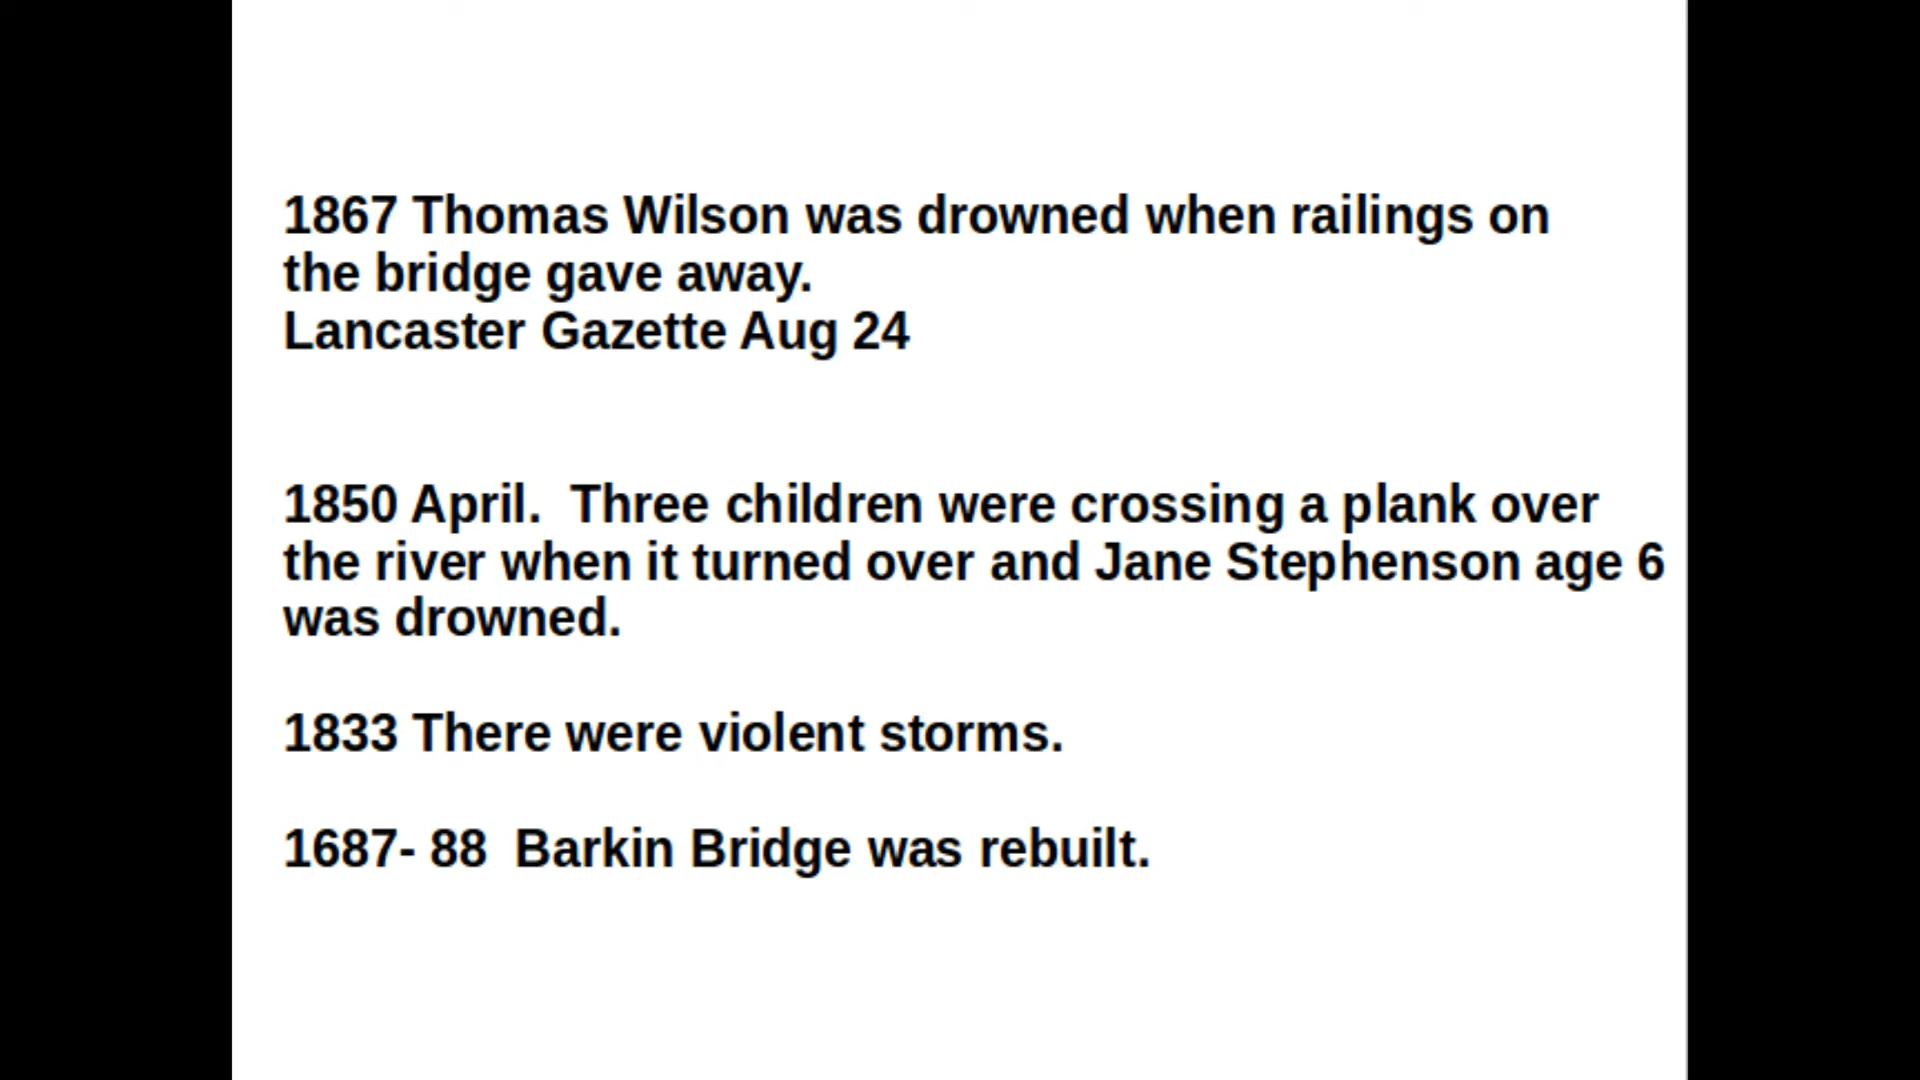 1867 Thomas Wilson was drowned when railings on
the bridge gave away.
Lancaster Gazette Aug 24
1850 April.  Three children were crossing a plank over
the river when it turned over and Jane Stephenson age 6
was drowned.
1833 There were violent storms.
1687- 88  Barkin Bridge was rebuilt.